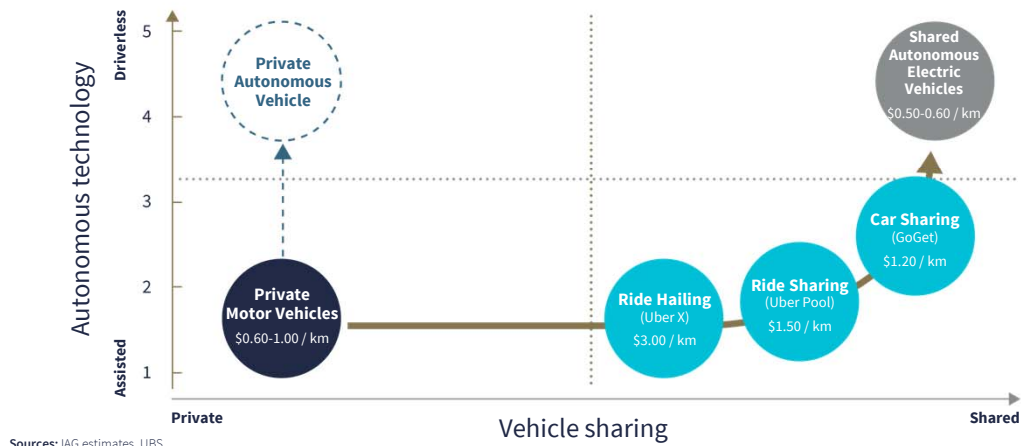 Autonomous technology
Driverless
Assisted
5
4
3
2
1
Private
Autonomous
Vehicle
Shared
Autonomous
Electric
Vehicles
$0.50-0.60 / km
Private
Motor Vehicles
$0.60-1.00 / km
Ride Hailing
(Uber X)
$3.00 / km
Ride Sharing
(Uber Pool)
$1.50 / km
Car Sharing
(GoGet)
$1.20 / km
Private
Vehicle sharing
Shared
Sources: IAG estimates, UBS